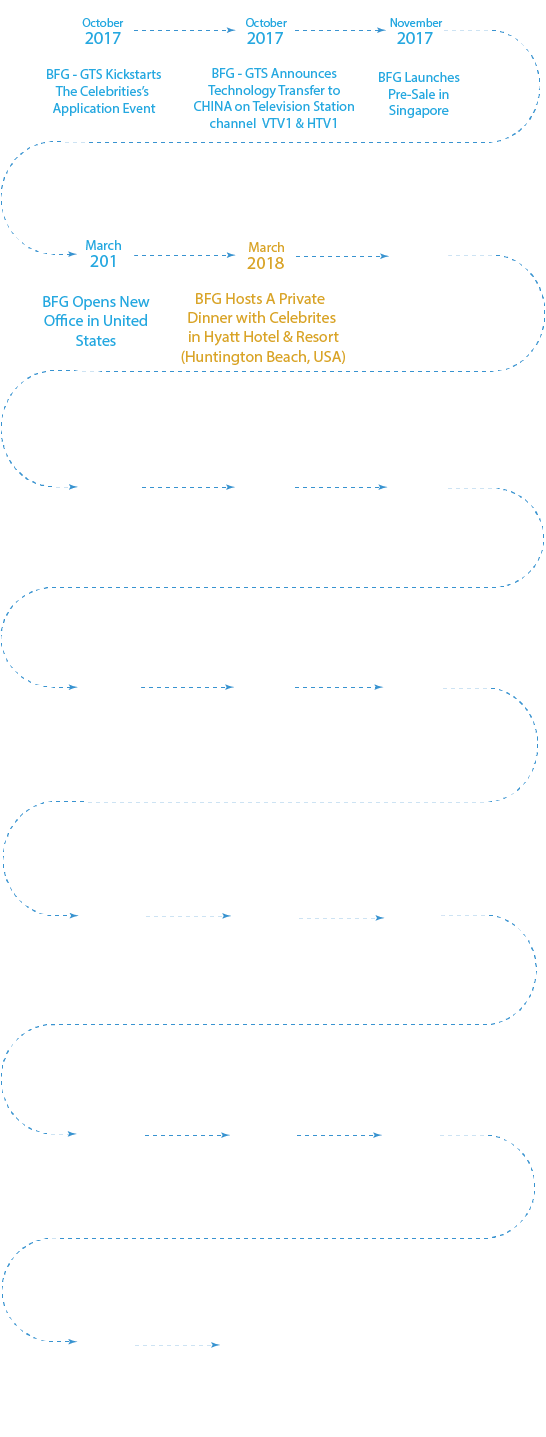 October
2017
October
2017
November
2017
BFG - GTS Kickstarts
The Celebrities's
Application Event
BFG - GTS Announces
Technology Transfer to
CHINA on Television Station
channel VTV1 & HTV1
BFG Launches
Pre-Sale in
Singapore
March
201
March
2018
BFG Opens New
Office in United
States
BFG Hosts A Private
Dinner with Celebrites
in Hyatt Hotel & Resort
(Huntington Beach, USA)